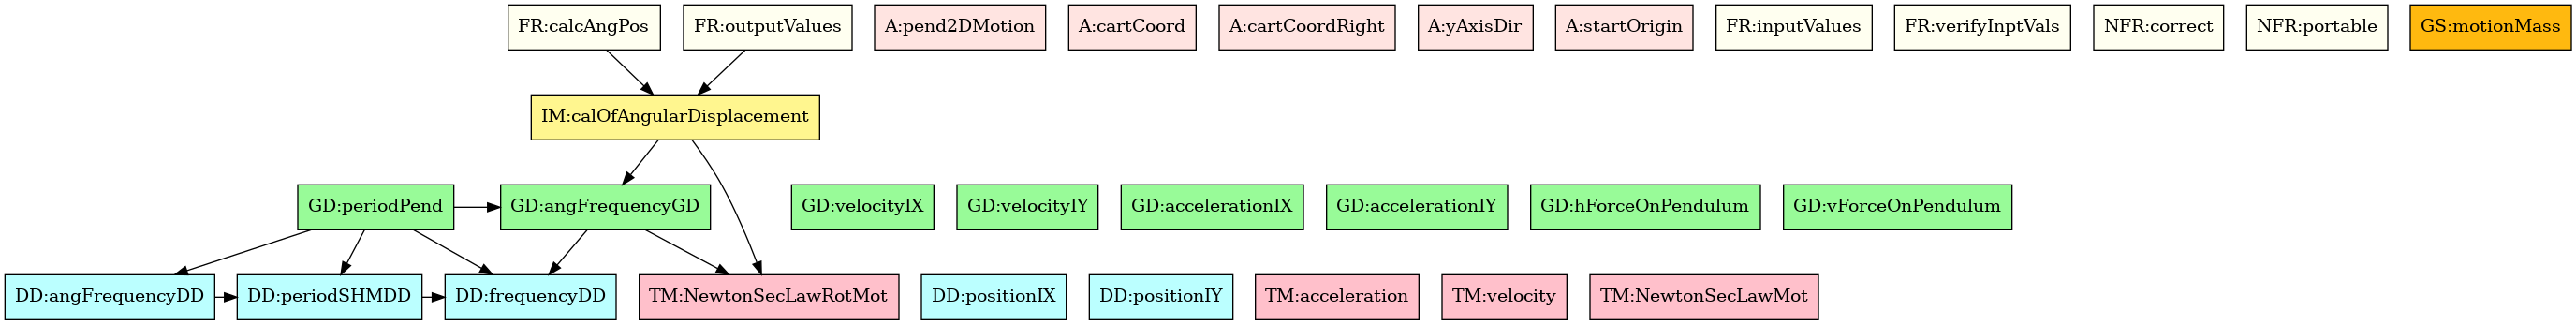 FR:calcAngPos
FR:outputValues
A:pend2DMotion
A:cartCoord
A:cartCoordRight
A:yAxisDir
A:startOrigin
FR:inputValues
FR:verifyInptVals
NFR:correct
NFR:portable
GS:motionMass
IM:calOfAngularDisplacement
GD:periodPend
GD:angFrequencyGD
GD:velocityIX
GD:velocityIY
GD:accelerationIX
GD:accelerationIY
GD:hForceOnPendulum
GD:vForceOnPendulum
DD:angFrequencyDD
DD:periodSHMDD
DD:frequencyDD
TM:NewtonSecLawRotMot
DD:positionIX
DD:positionIY
TM:acceleration
TM:velocity
TM:NewtonSecLawMot